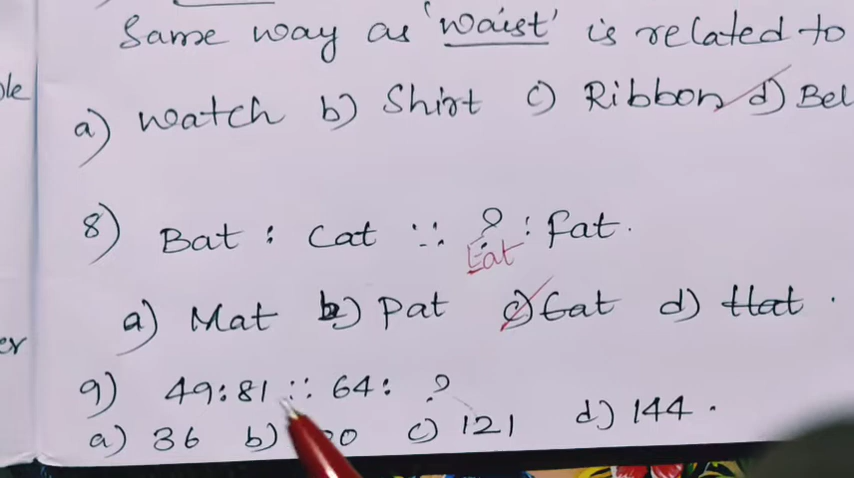 Same way as 'waist' is related to
a) Watch b) Shirt c) Ribbon d) Bel
8) Bat : Cat :: ? : Fat.
Eat
a) Mat b) Pat c) Eat d) Hat .
9) 49:81 :: 64: ?
a) 36 b) c) 121 d) 144 .